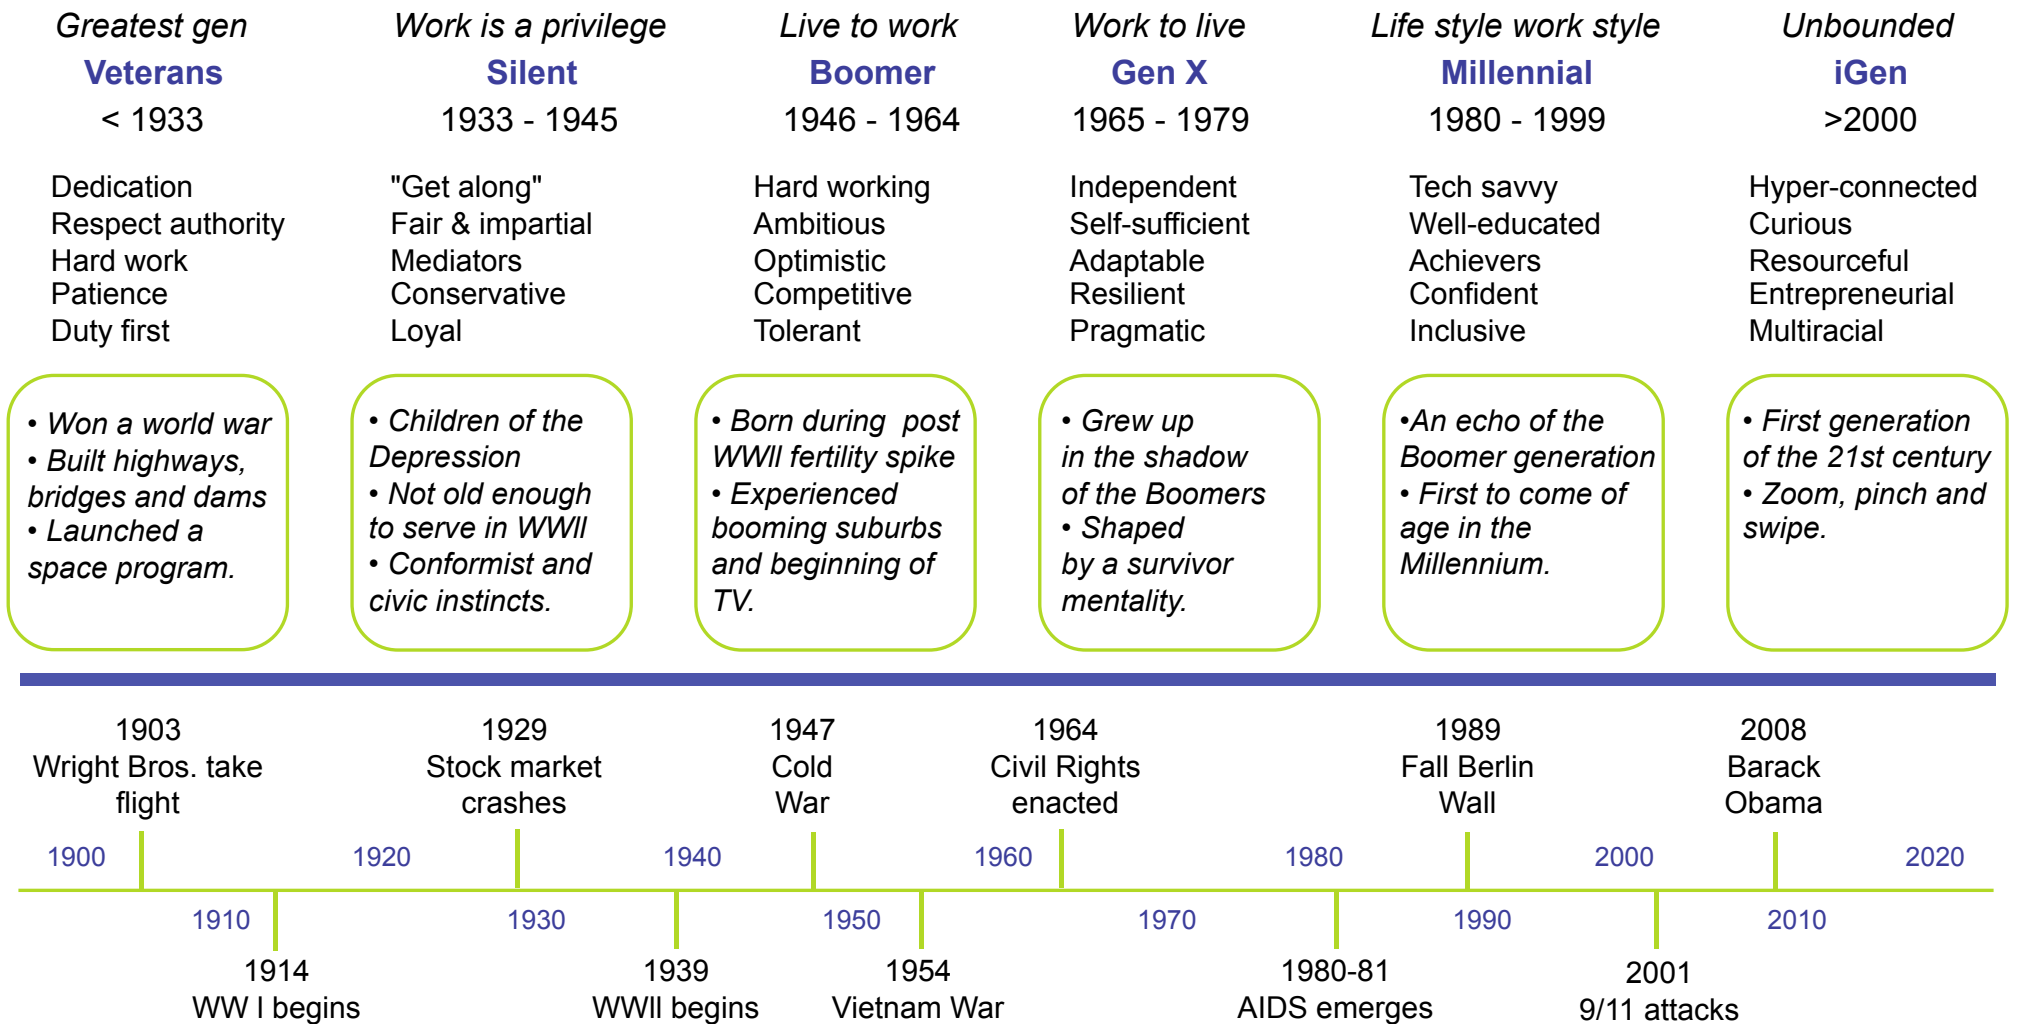 Greatest gen
Veterans
< 1933
Dedication
Respect authority
Hard work
Patience
Duty first
• Won a world war
• Built highways,
bridges and dams
• Launched a
space program.
Work is a privilege
Silent
1933 - 1945
"Get along"
Fair & impartial
Mediators
Conservative
Loyal
• Children of the
Depression
• Not old enough
to serve in WWll
• Conformist and
civic instincts.
Live to work
Boomer
1946 - 1964
Hard working
Ambitious
Optimistic
Competitive
Tolerant
• Born during  post
WWll fertility spike
• Experienced
booming suburbs
and beginning of
TV.
Work to live
Gen X
1965 - 1979
Independent
Self-sufficient
Adaptable
Resilient
Pragmatic
• Grew up
in the shadow
of the Boomers
• Shaped
by a survivor
mentality.
Life style work style
Millennial
1980 - 1999
Tech savvy
Well-educated
Achievers
Confident
Inclusive
•An echo of the
Boomer generation
• First to come of
age in the
Millennium.
Unbounded
iGen
>2000
Hyper-connected
Curious
Resourceful
Entrepreneurial
Multiracial
• First generation
of the 21st century
• Zoom, pinch and
swipe.
1903
Wright Bros. take
flight
1929
Stock market
crashes
1947
Cold
War
1964
Civil Rights
enacted
1989
Fall Berlin
Wall
2008
Barack
Obama
1900
1920
1940
1960
1980
2000
2020
1910
1930
1950
1970
1990
2010
1914
WW I begins
1939
WWll begins
1954
Vietnam War
1980-81
AIDS emerges
2001
9/11 attacks